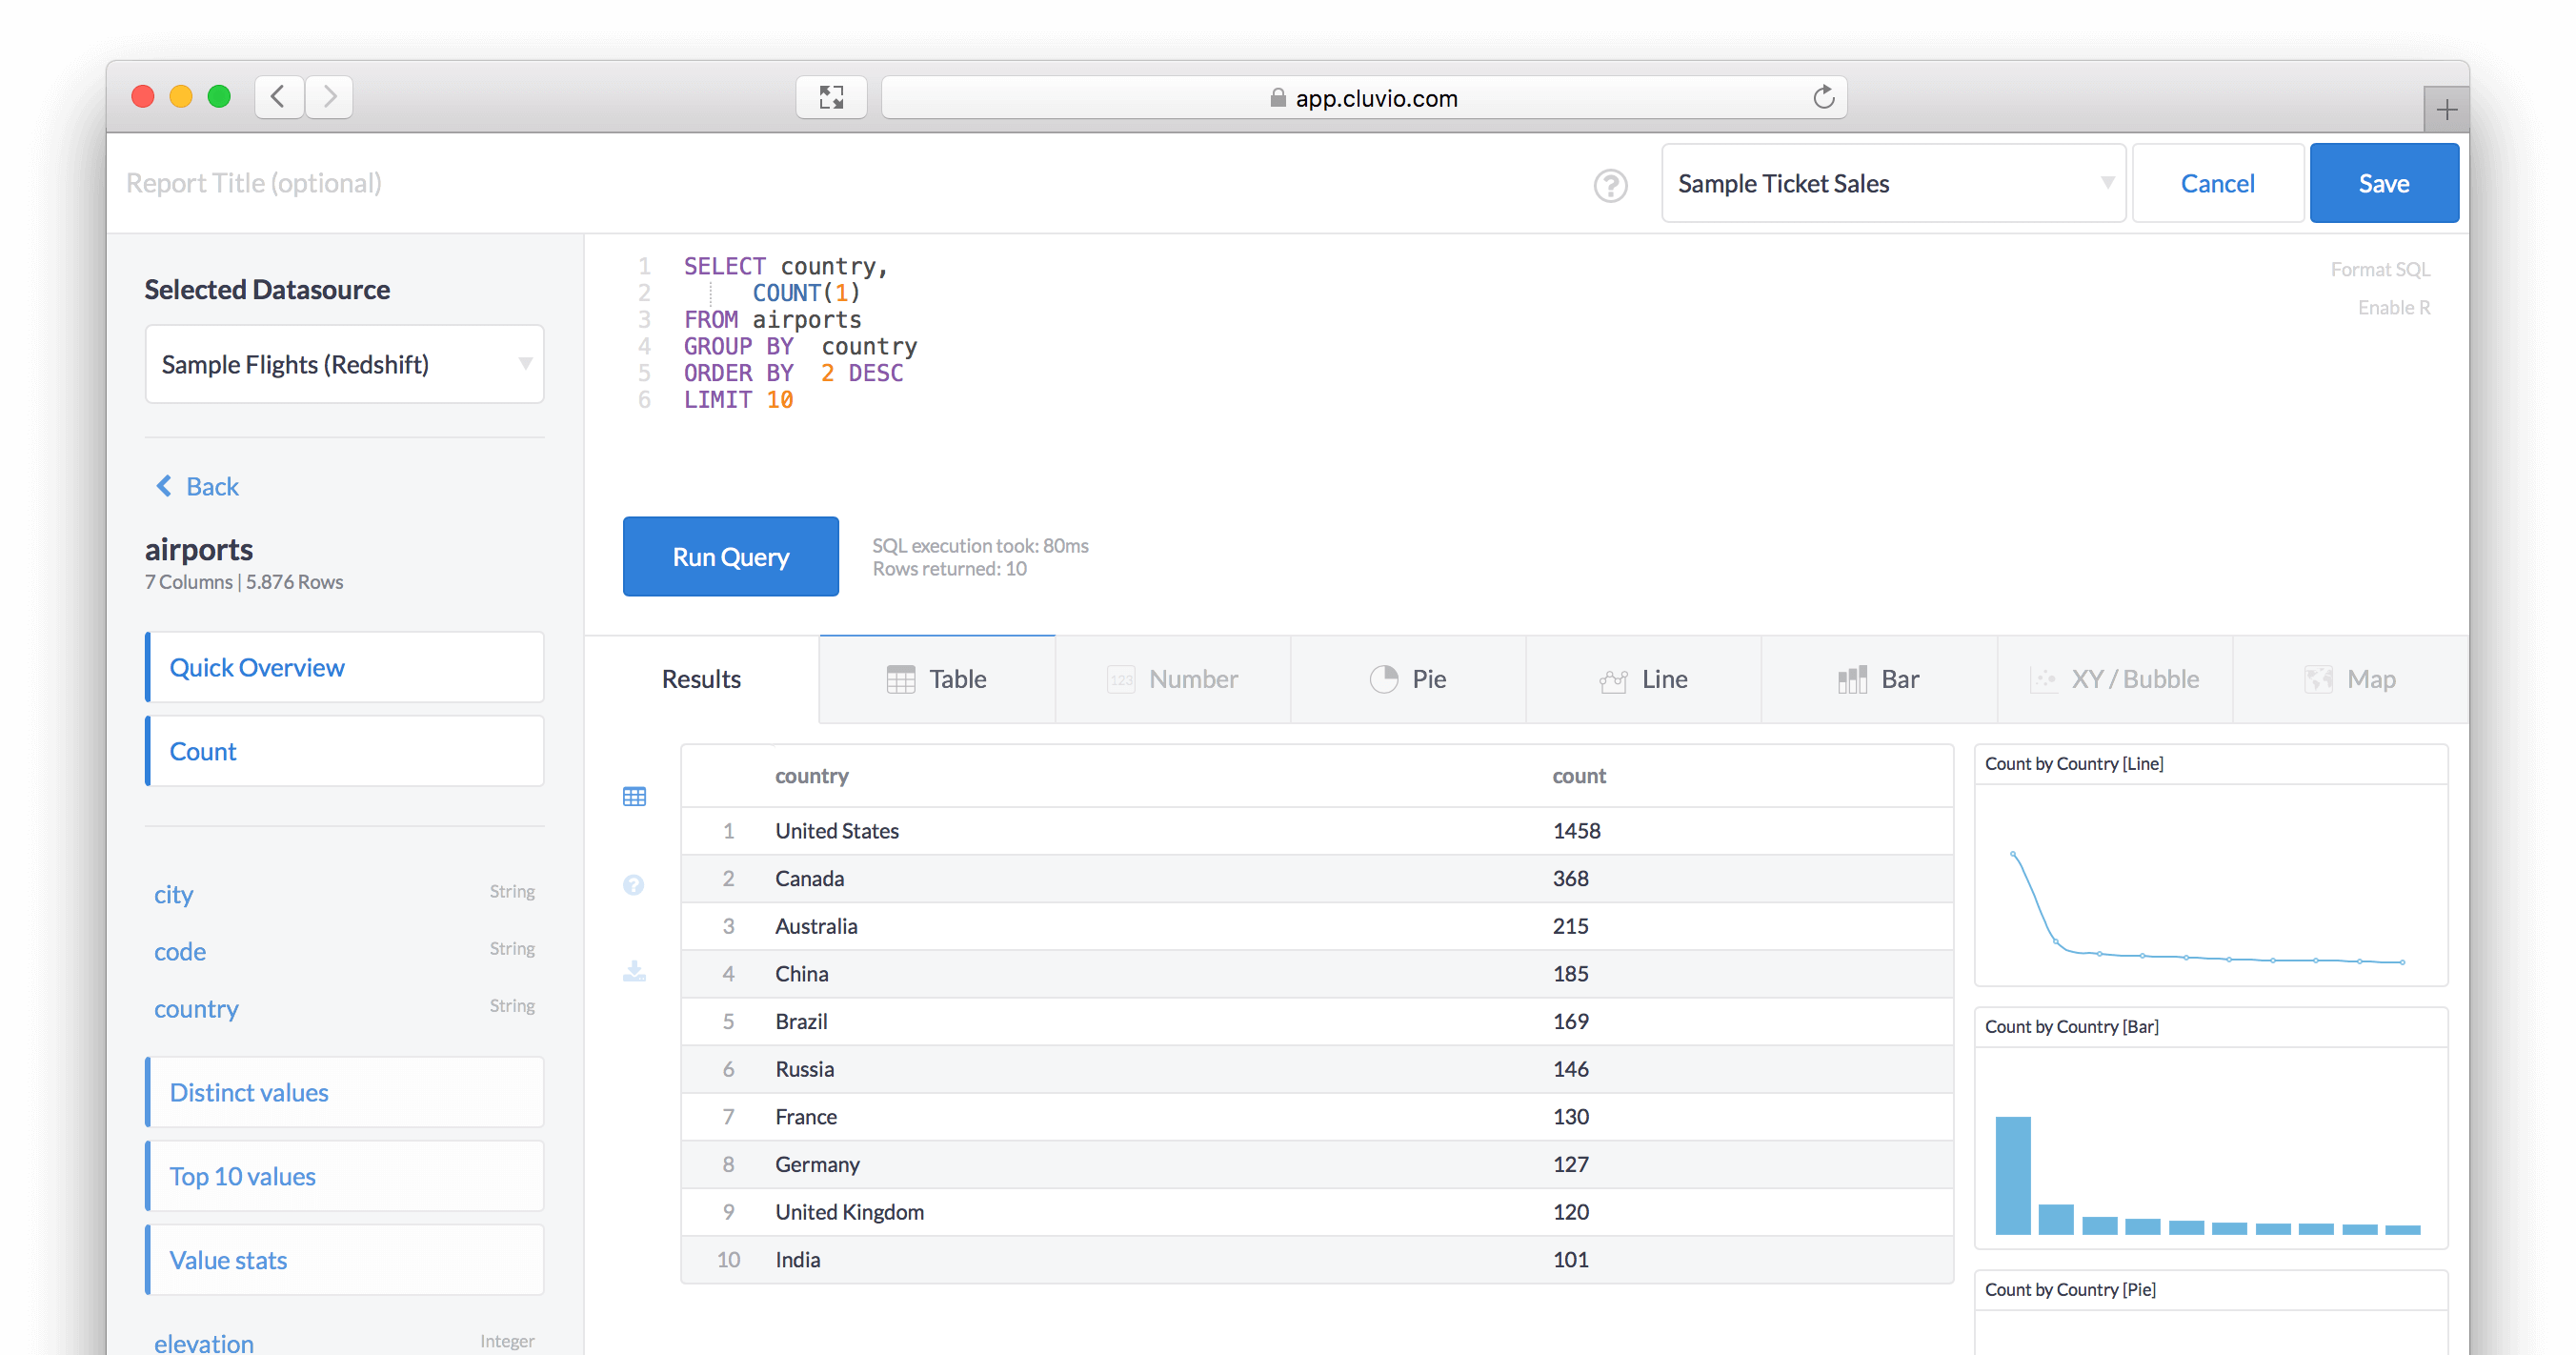 app.cluvio.com
Report Title (optional)
?
Sample Ticket Sales
Cancel
Save
Selected Datasource
Sample Flights (Redshift)
Back
airports
7 Columns | 5.876 Rows
Quick Overview
Count
city String
code String
country String
Distinct values
Top 10 values
Value stats
elevation Integer
1 SELECT country,
2 COUNT(1)
3 FROM airports
4 GROUP BY country
5 ORDER BY 2 DESC
6 LIMIT 10
Format SQL
Enable R
Run Query
SQL execution took: 80ms
Rows returned: 10
Results
Table
123 Number
Pie
Line
Bar
XY / Bubble
Map
?
country count
1 United States 1458
2 Canada 368
3 Australia 215
4 China 185
5 Brazil 169
6 Russia 146
7 France 130
8 Germany 127
9 United Kingdom 120
10 India 101
Count by Country [Line]
Count by Country [Bar]
Count by Country [Pie]